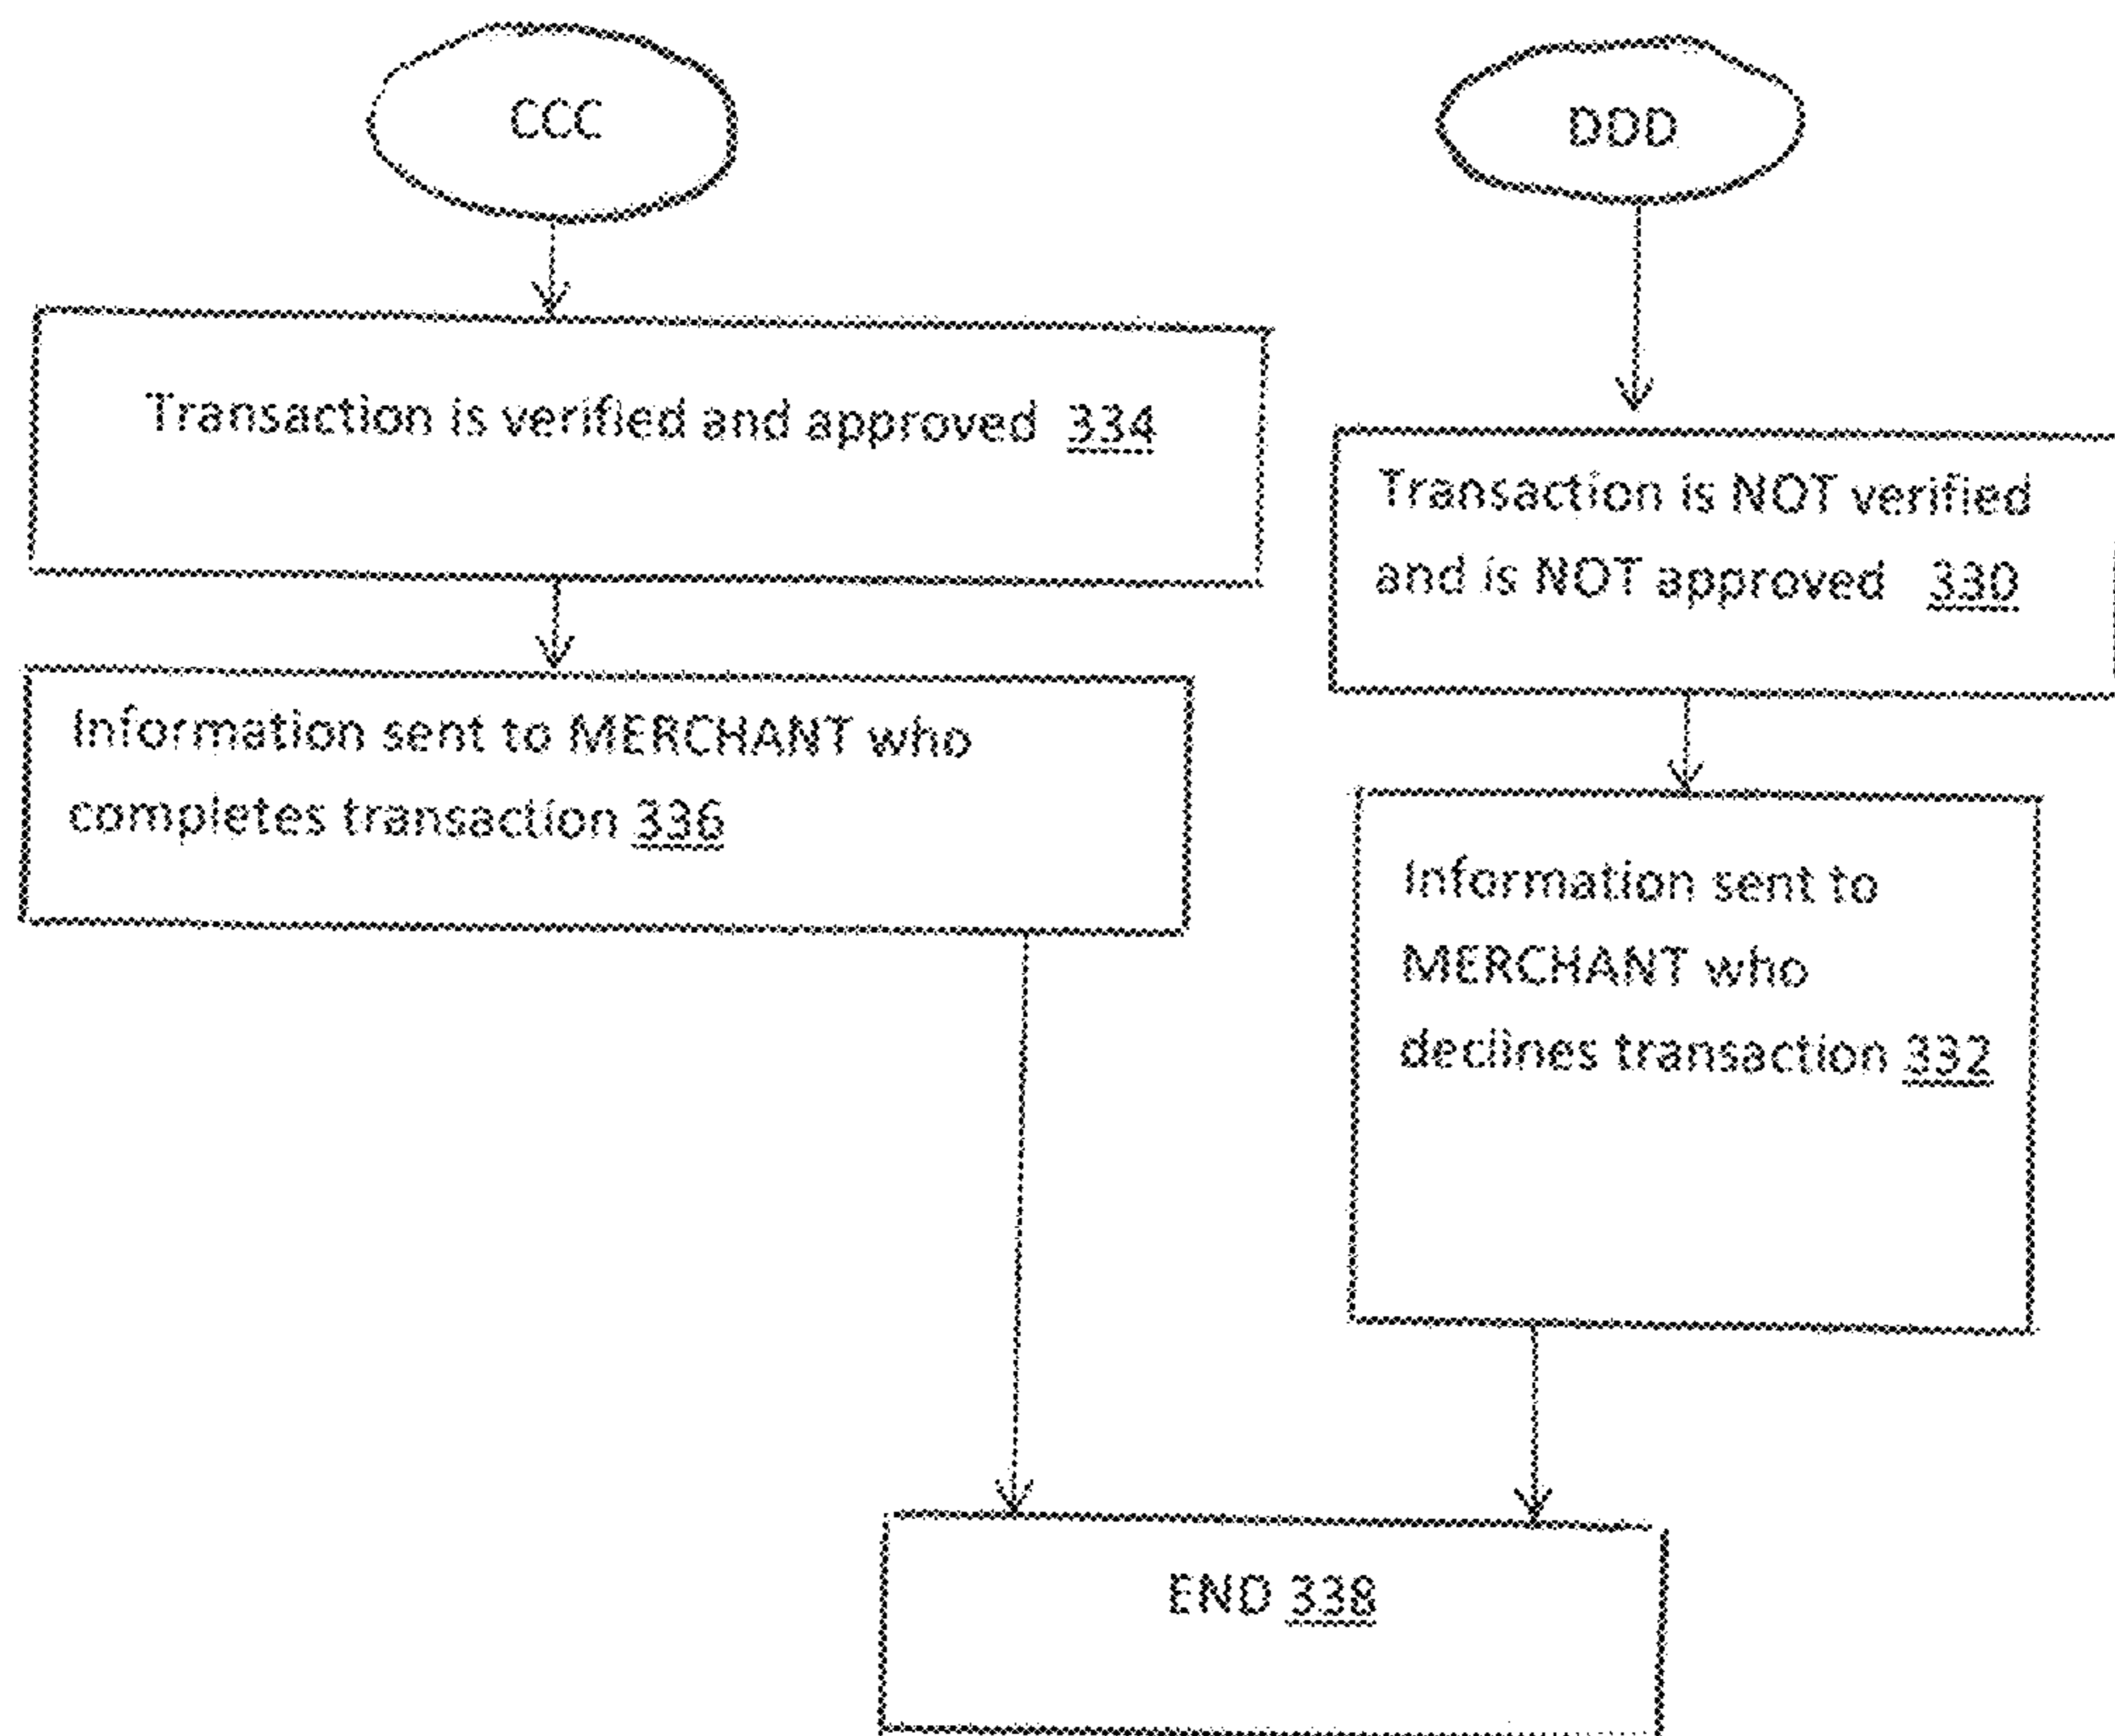 CCC
DDD
Transaction is verified and approved 334
Transaction is NOT verified
and is NOT approved 330
Information sent to MERCHANT who
completes transaction 336
Information sent to
MERCHANT who
declines transaction 332
END 338